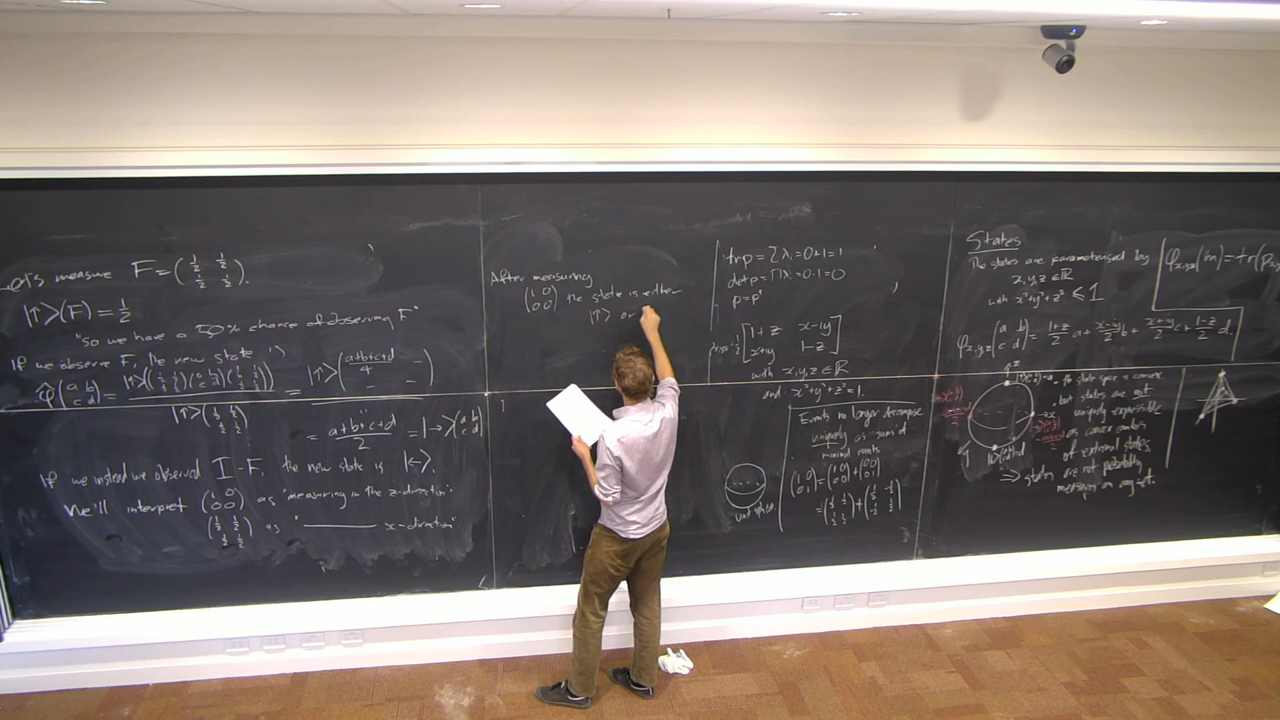 Let's measure F = (½ ½ ; ½ ½).
|↑>(F) = ½
"So we have a 50% chance of observing F"
If we observe F, the new state is
φ̂(a b ; c d) = |↑>((½ ½ ; ½ ½)(a b ; c d)(½ ½ ; ½ ½)) / |↑>(½ ½ ; ½ ½) = |↑>((a+b+c+d)/4 – ; – –)
= (a+b+c+d)/2 = |→>(a b ; c d)
If we instead we observed I-F, the new state is |←>.
We'll interpret (1 0 ; 0 0) as "measuring in the z-direction".
(½ ½ ; ½ ½) as " ——— x-direction"
After measuring
(1 0 ; 0 0) the state is either
|↑> or
trp = Σλ = 0+1 = 1
detp = Πλ = 0·1 = 0
p = p*
½ [1+z x-iy ; x+iy 1-z]
with x,y,z ∈ ℝ
and x²+y²+z² = 1.
unit sphere.
Events no longer decompose
uniquely as "sums" of
minimal events
(1 0 ; 0 1) = (1 0 ; 0 0) + (0 0 ; 0 1)
= (½ ½ ; ½ ½) + (½ -½ ; -½ ½)
States
The states are parametrised by
x,y,z ∈ ℝ
with x²+y²+z² ≤ 1
φx,y,z(m) = tr(p
φx,y,z(a b ; c d) = (1+z)/2 a + (x-iy)/2 b + (x+iy)/2 c + (1-z)/2 d.
the state space is convex
but states are not
uniquely expressible
as convex combos
of extremal states
⇒ states are not probability
measures on any set.